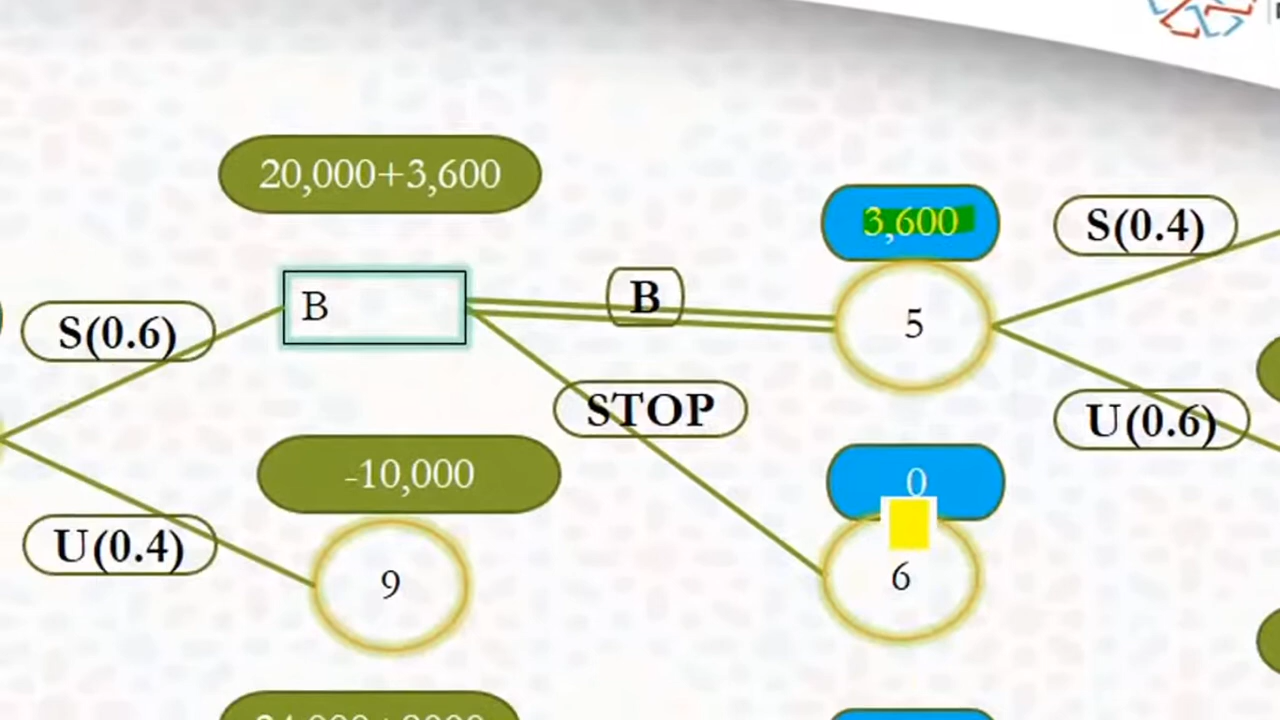 20,000+3,600
3,600
S(0.4)
B
B
5
S(0.6)
STOP
U(0.6)
-10,000
0
U(0.4)
9
6